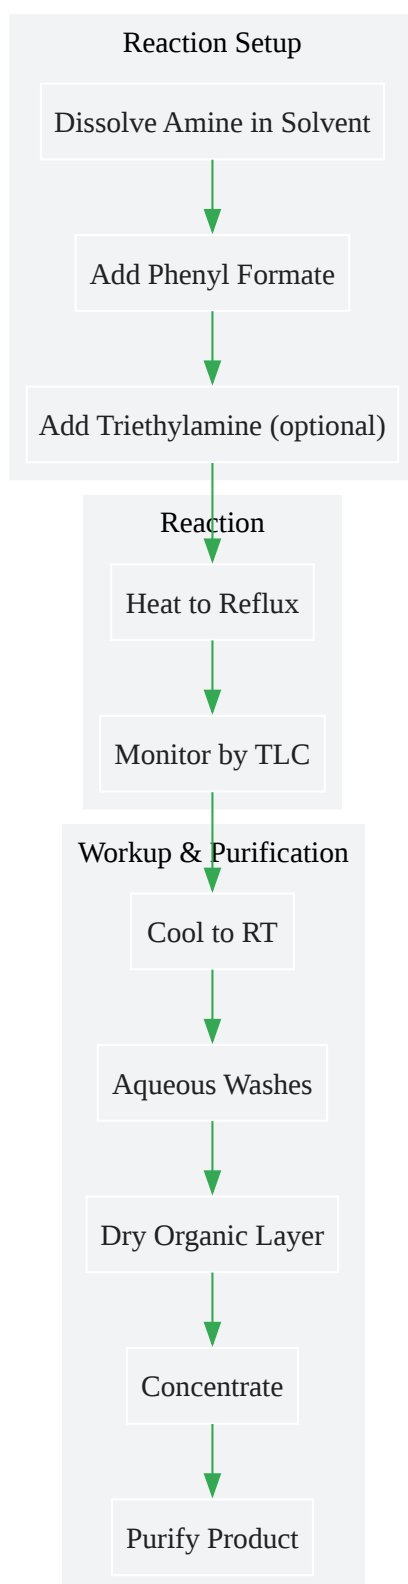 Reaction Setup
Dissolve Amine in Solvent
Add Phenyl Formate
Add Triethylamine (optional)
Reaction
Heat to Reflux
Monitor by TLC
Workup & Purification
Cool to RT
Aqueous Washes
Dry Organic Layer
Concentrate
Purify Product